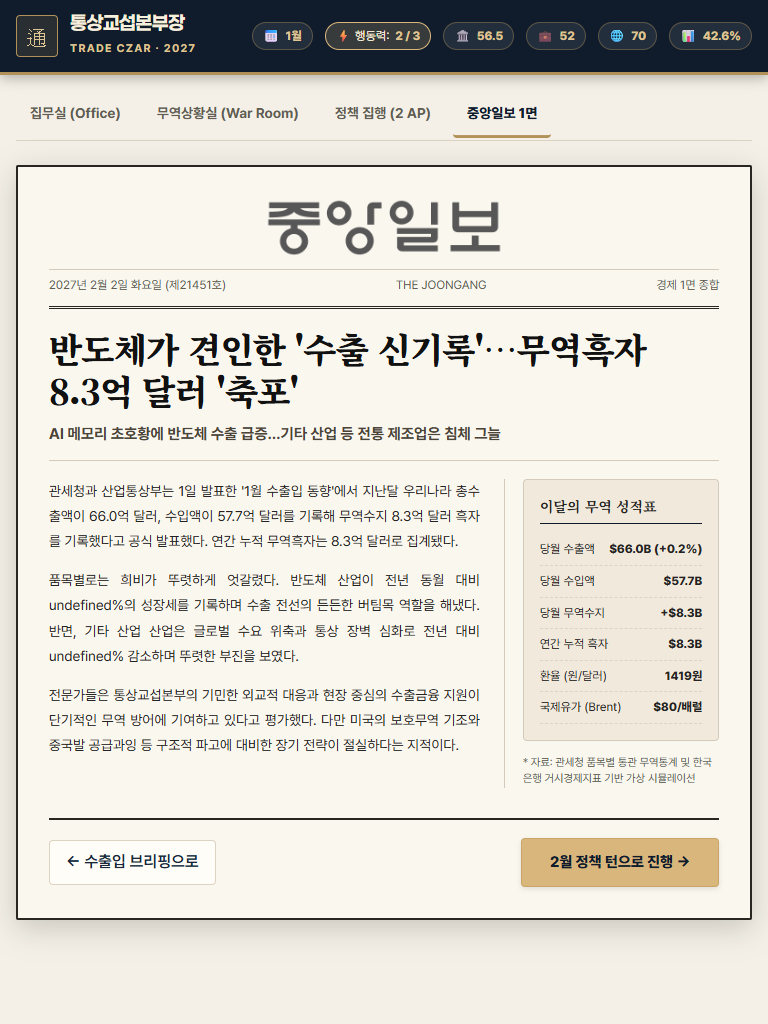 通
통상교섭본부장
TRADE CZAR · 2027
1월
행동력: 2 / 3
56.5
52
70
42.6%
집무실 (Office)
무역상황실 (War Room)
정책 집행 (2 AP)
중앙일보 1면
중앙일보
2027년 2월 2일 화요일 (제21451호)
THE JOONGANG
경제 1면 종합
반도체가 견인한 '수출 신기록'…무역흑자
8.3억 달러 '축포'
AI 메모리 초호황에 반도체 수출 급증…기타 산업 등 전통 제조업은 침체 그늘
관세청과 산업통상부는 1일 발표한 '1월 수출입 동향'에서 지난달 우리나라 총수
출액이 66.0억 달러, 수입액이 57.7억 달러를 기록해 무역수지 8.3억 달러 흑자
를 기록했다고 공식 발표했다. 연간 누적 무역흑자는 8.3억 달러로 집계됐다.
품목별로는 희비가 뚜렷하게 엇갈렸다. 반도체 산업이 전년 동월 대비
undefined%의 성장세를 기록하며 수출 전선의 든든한 버팀목 역할을 해냈다.
반면, 기타 산업 산업은 글로벌 수요 위축과 통상 장벽 심화로 전년 대비
undefined% 감소하며 뚜렷한 부진을 보였다.
전문가들은 통상교섭본부의 기민한 외교적 대응과 현장 중심의 수출금융 지원이
단기적인 무역 방어에 기여하고 있다고 평가했다. 다만 미국의 보호무역 기조와
중국발 공급과잉 등 구조적 파고에 대비한 장기 전략이 절실하다는 지적이다.
이달의 무역 성적표
당월 수출액 $66.0B (+0.2%)
당월 수입액 $57.7B
당월 무역수지 +$8.3B
연간 누적 흑자 $8.3B
환율 (원/달러) 1419원
국제유가 (Brent) $80/배럴
* 자료: 관세청 품목별 통관 무역통계 및 한국
은행 거시경제지표 기반 가상 시뮬레이션
← 수출입 브리핑으로
2월 정책 턴으로 진행 →